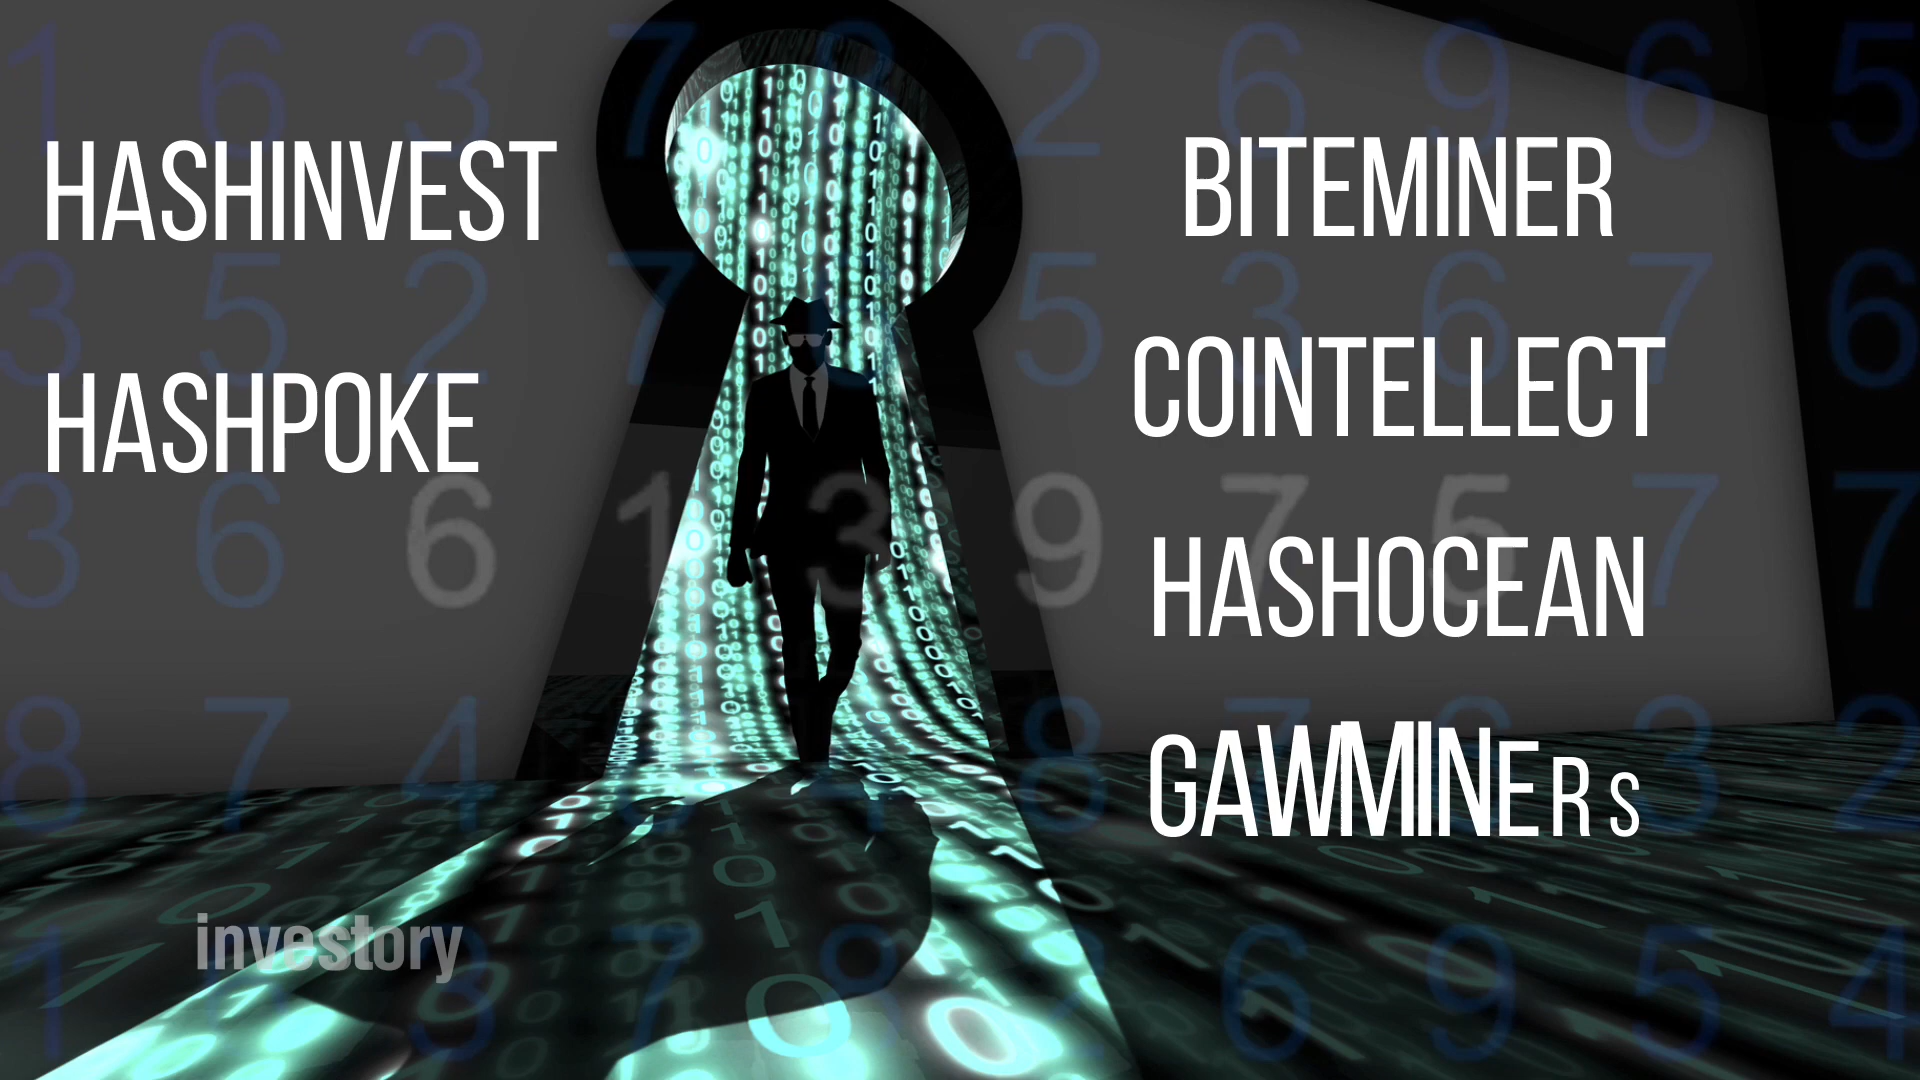 HASHINVEST
HASHPOKE
BITEMINER
COINTELLECT
HASHOCEAN
GAWMINERS
investory